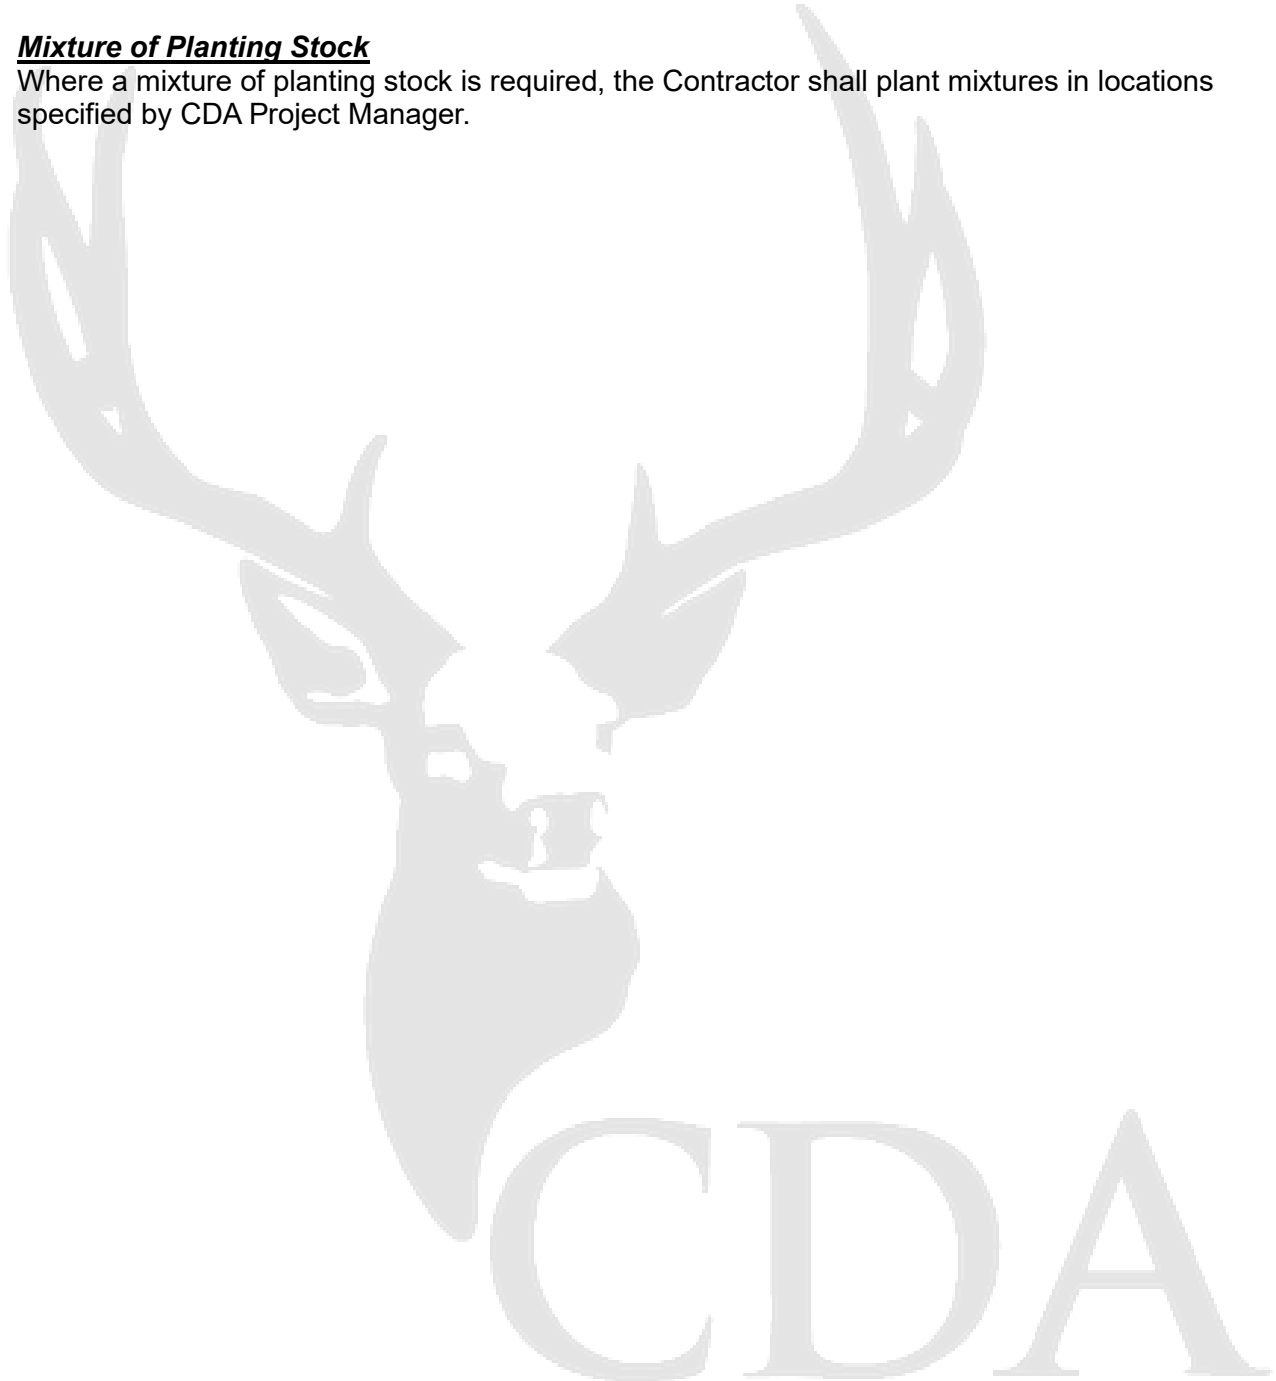 Mixture of Planting Stock
Where a mixture of planting stock is required, the Contractor shall plant mixtures in locations
specified by CDA Project Manager.
CDA